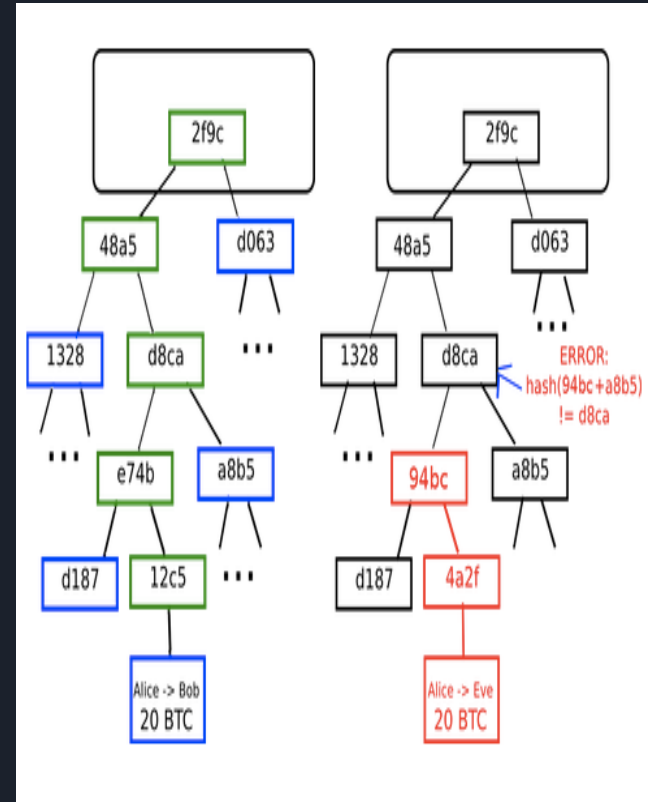 2f9c
48a5
d063
1328
d8ca
...
...
e74b
a8b5
d187
12c5
...
Alice -> Bob
20 BTC
2f9c
48a5
d063
1328
d8ca
...
ERROR:
hash(94bc+a8b5)
!= d8ca
...
94bc
a8b5
d187
4a2f
Alice -> Eve
20 BTC